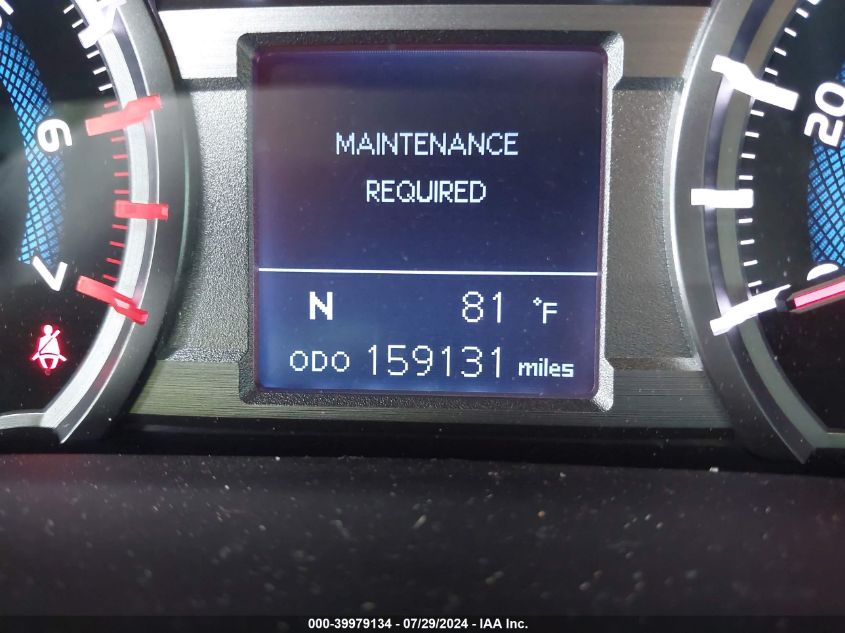 MAINTENANCE
REQUIRED
N 81 °F
ODO 159131 miles
6
7
20
000-39979134 - 07/29/2024 - IAA Inc.